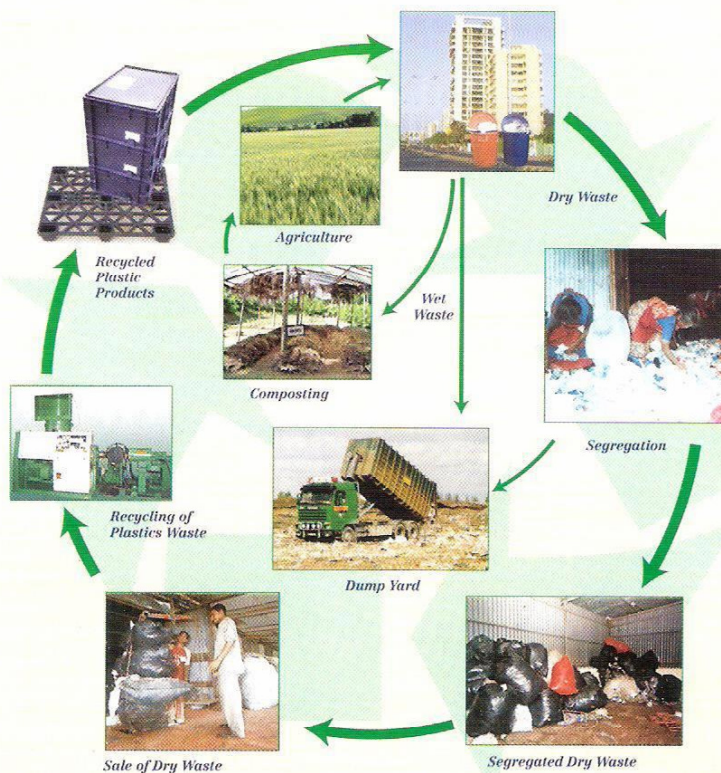 Dry Waste
Agriculture
Recycled
Plastic
Products
Wet
Waste
Composting
Segregation
Recycling of
Plastics Waste
Dump Yard
Sale of Dry Waste
Segregated Dry Waste